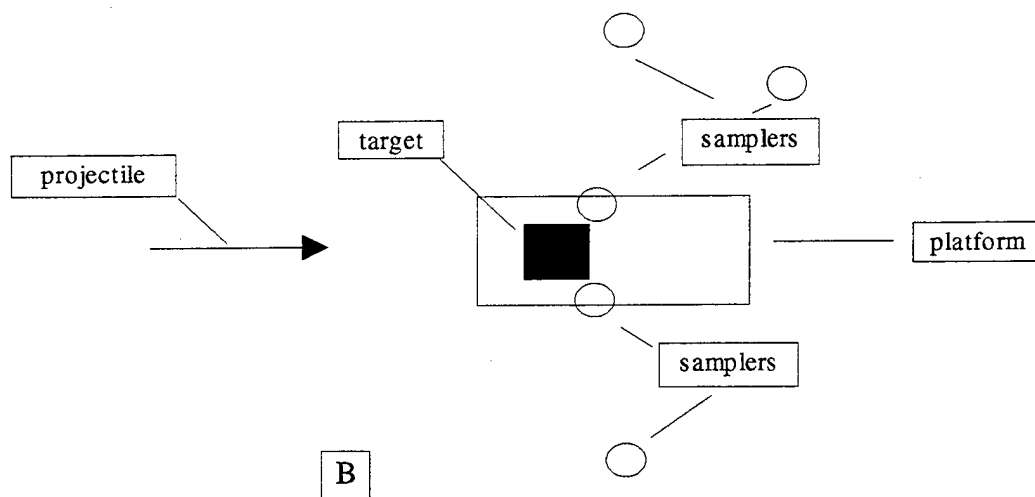 samplers
target
projectile
platform
samplers
B